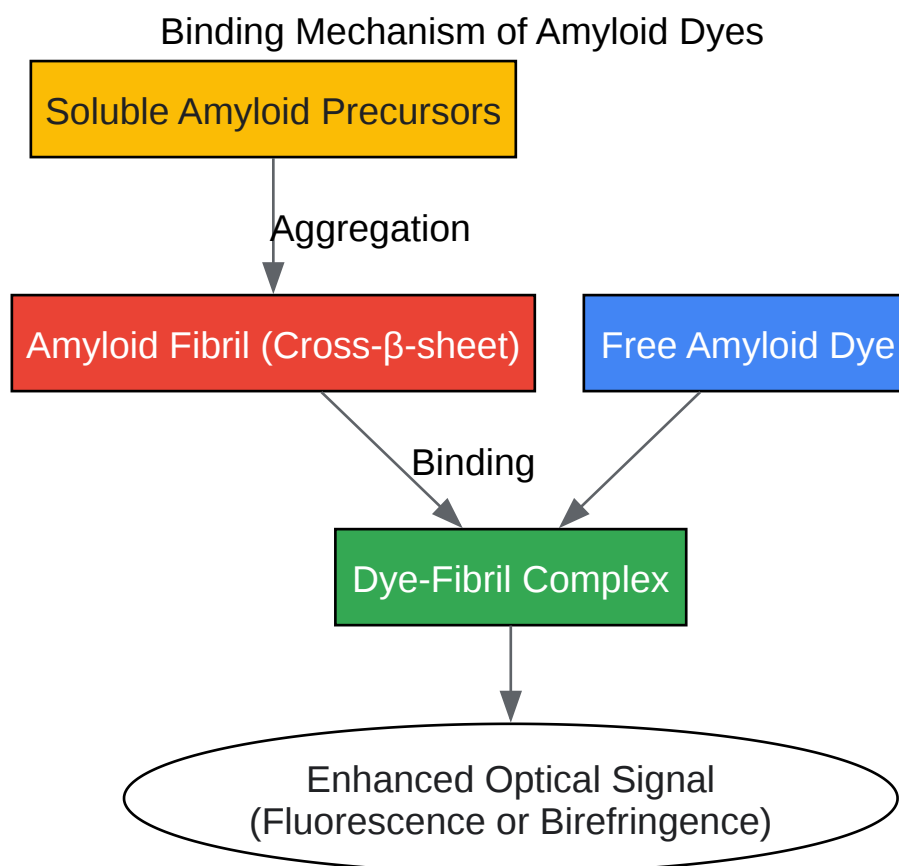 Binding Mechanism of Amyloid Dyes
Soluble Amyloid Precursors
Aggregation
Amyloid Fibril (Cross-β-sheet)
Free Amyloid Dye
Binding
Dye-Fibril Complex
Enhanced Optical Signal
(Fluorescence or Birefringence)